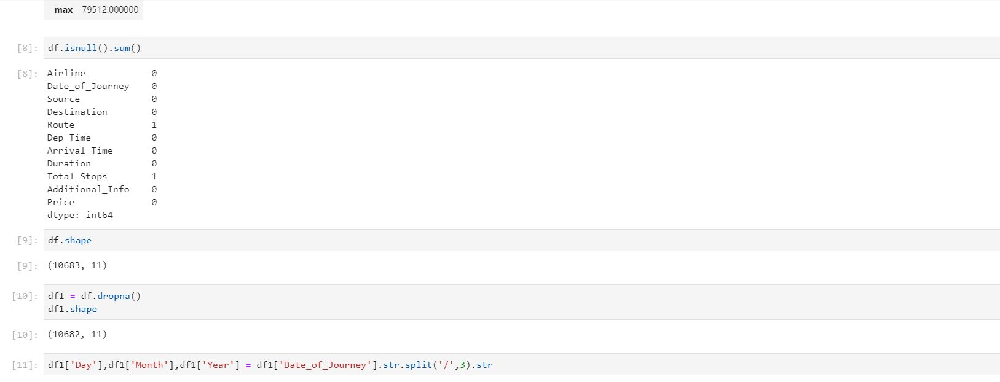 max 79512.000000
[8]: df.isnull().sum()
[8]: Airline 0
Date_of_Journey 0
Source 0
Destination 0
Route 1
Dep_Time 0
Arrival_Time 0
Duration 0
Total_Stops 1
Additional_Info 0
Price 0
dtype: int64
[9]: df.shape
[9]: (10683, 11)
[10]: df1 = df.dropna()
df1.shape
[10]: (10682, 11)
[11]: df1['Day'],df1['Month'],df1['Year'] = df1['Date_of_Journey'].str.split('/',3).str